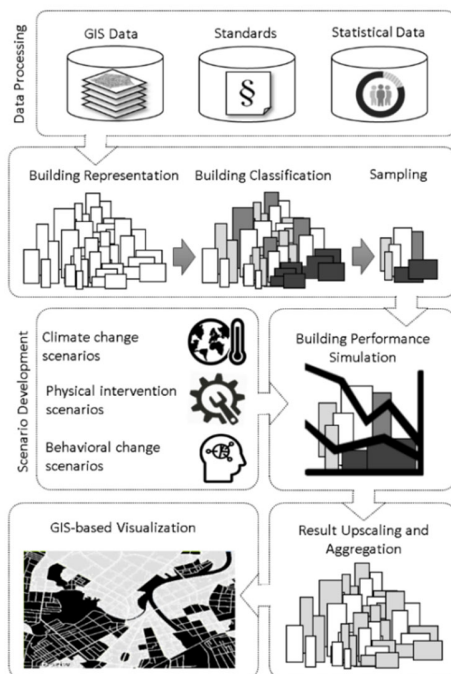 Data Processing
GIS Data
Standards
Statistical Data
§
Building Representation
Building Classification
Sampling
Scenario Development
Climate change
scenarios
Physical intervention
scenarios
Behavioral change
scenarios
Building Performance
Simulation
GIS-based Visualization
Result Upscaling and
Aggregation